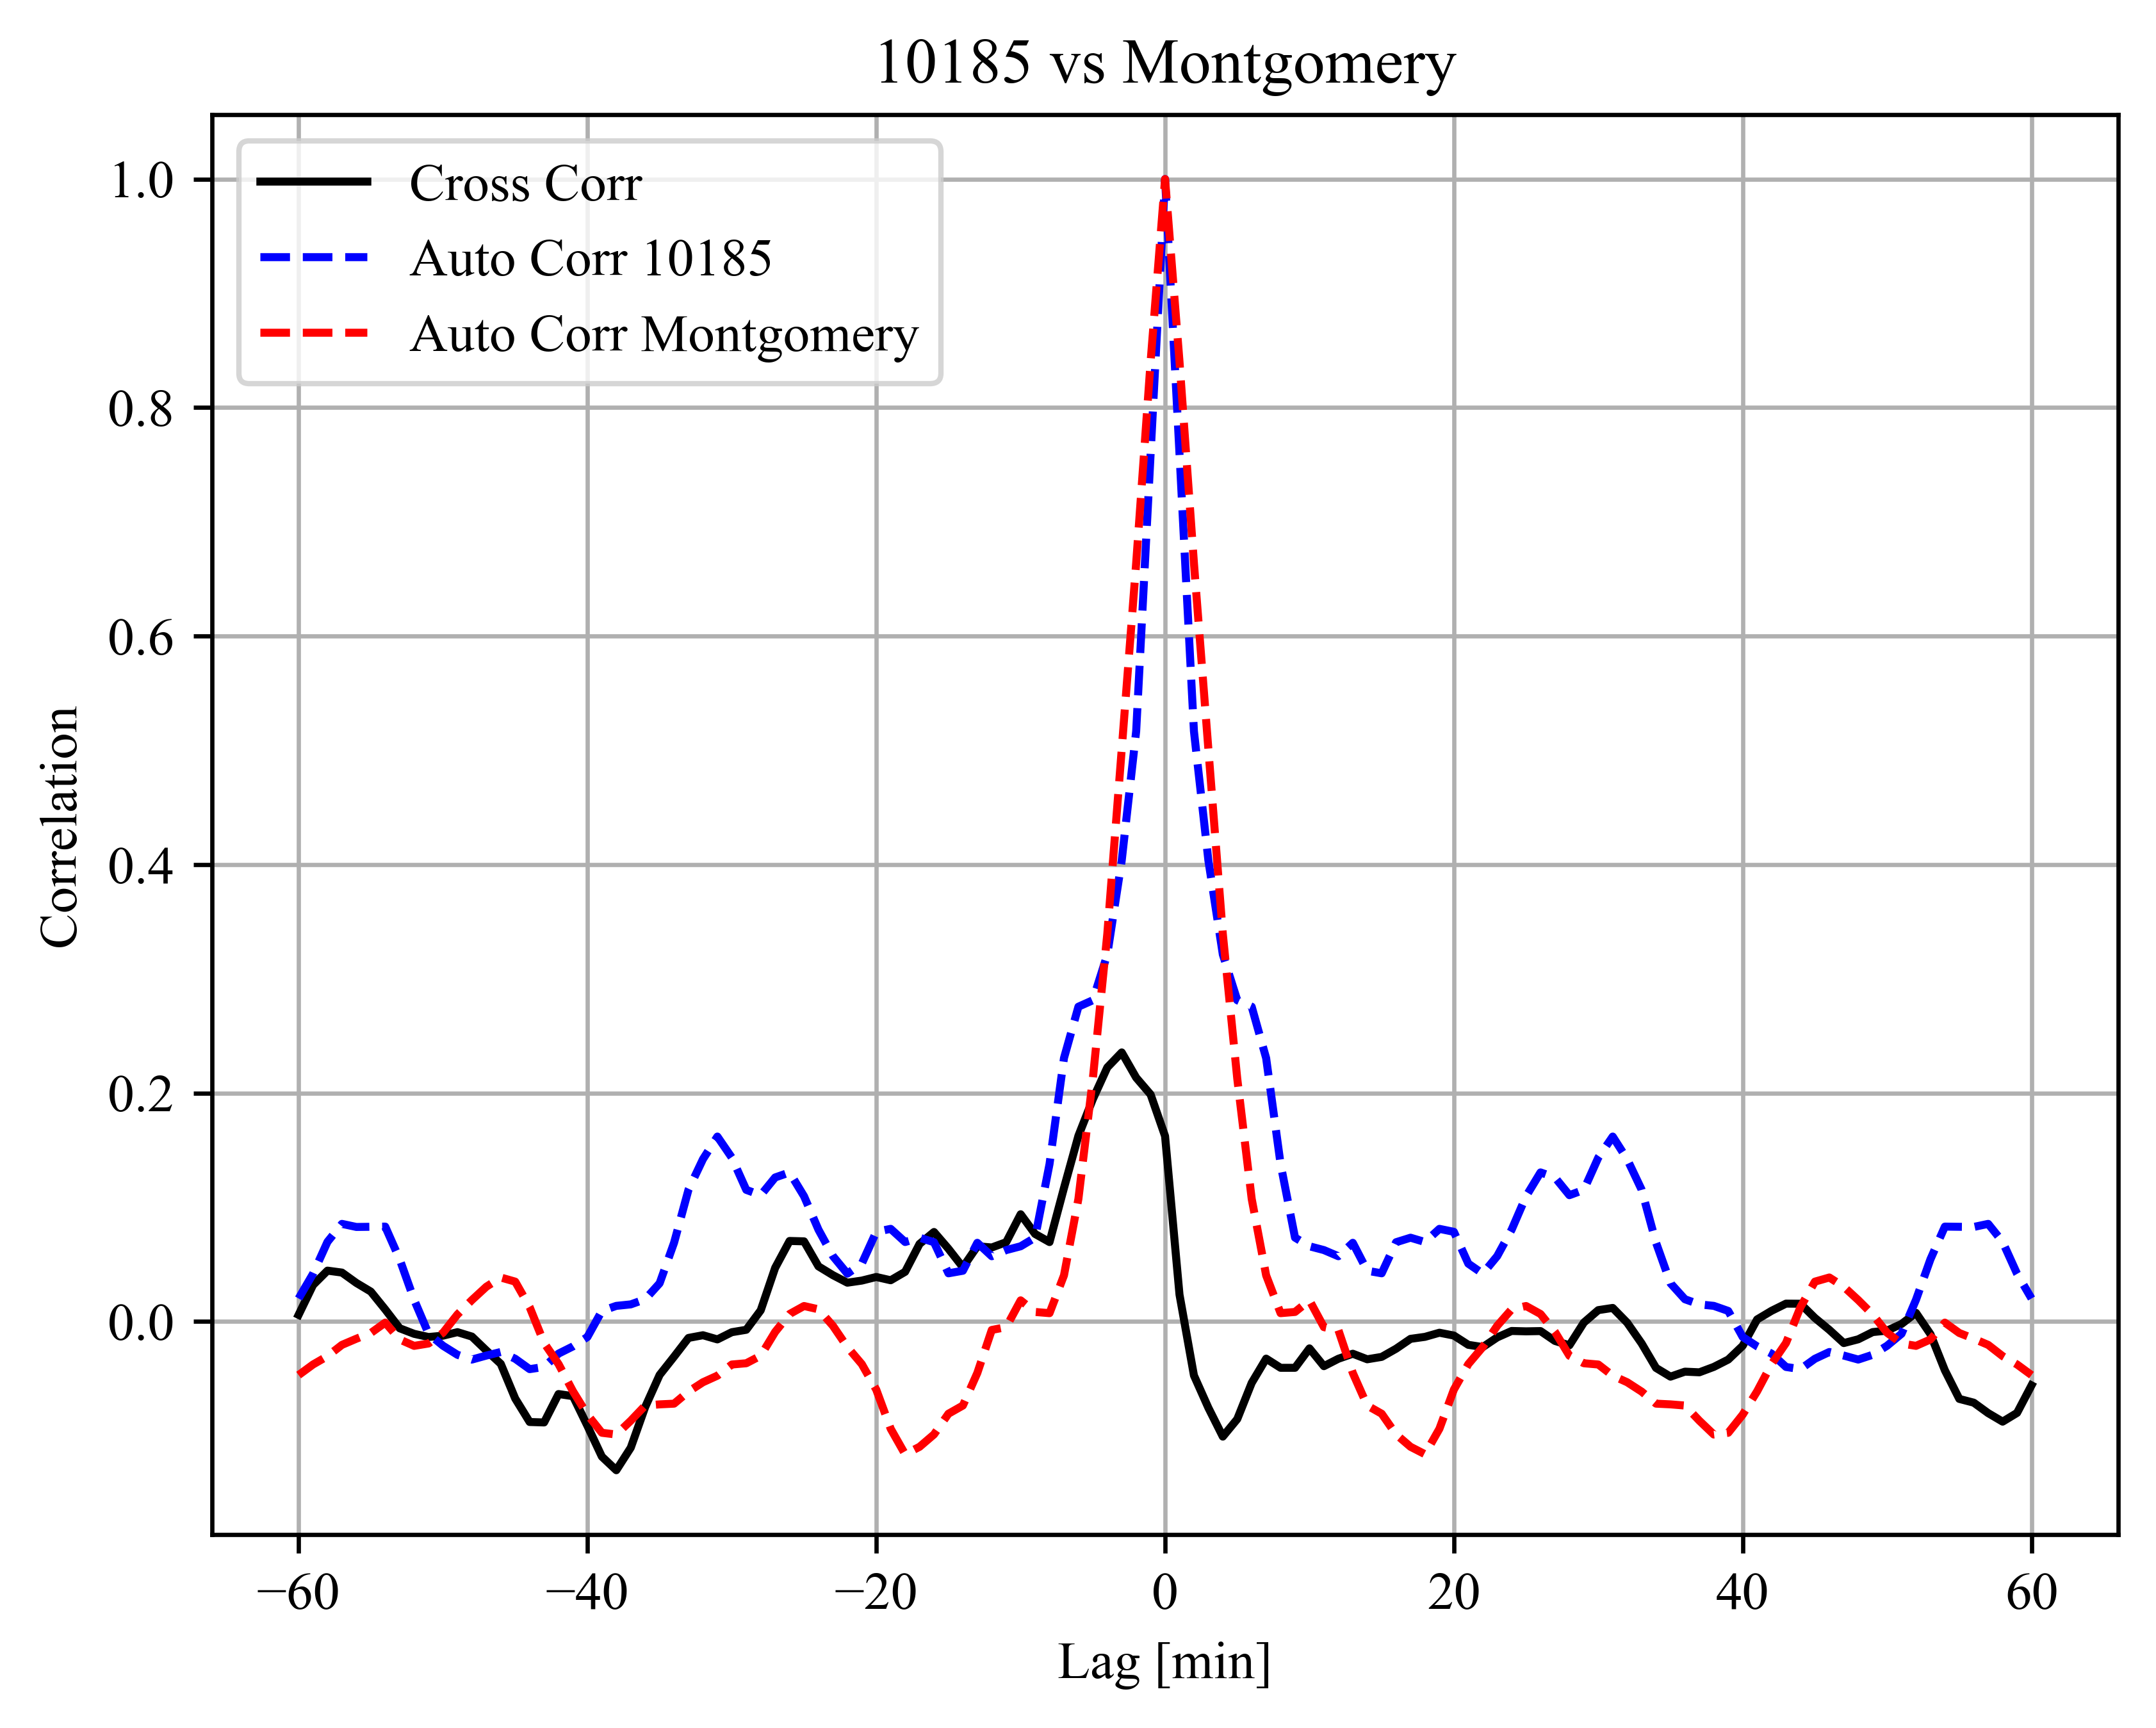 10185 vs Montgomery
Cross Corr
Auto Corr 10185
Auto Corr Montgomery
1.0
0.8
0.6
0.4
0.2
0.0
Correlation
−60
−40
−20
0
20
40
60
Lag [min]